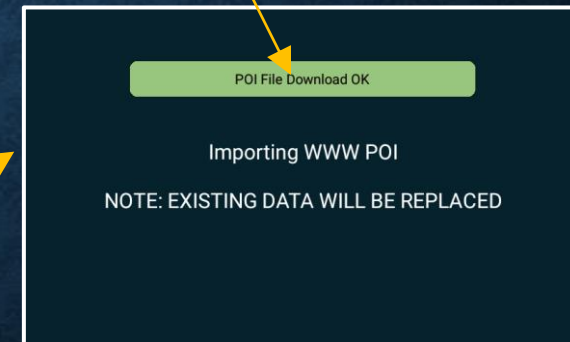 POI File Download OK
Importing WWW POI
NOTE: EXISTING DATA WILL BE REPLACED